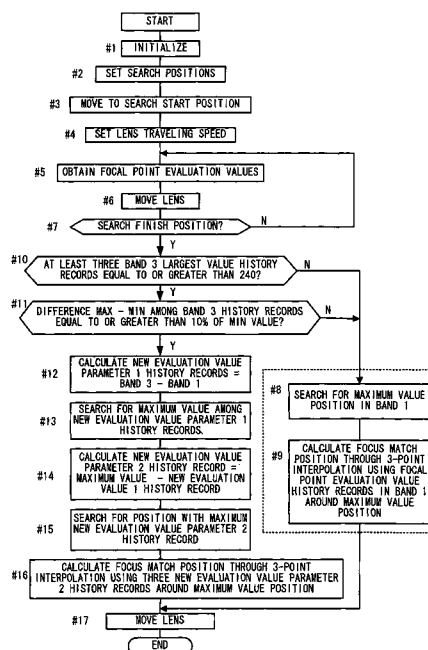 START
#1 INITIALIZE
#2 SET SEARCH POSITIONS
#3 MOVE TO SEARCH START POSITION
#4 SET LENS TRAVELING SPEED
#5 OBTAIN FOCAL POINT EVALUATION VALUES
#6 MOVE LENS
#7 SEARCH FINISH POSITION? N
Y
#10 AT LEAST THREE BAND 3 LARGEST VALUE HISTORY
RECORDS EQUAL TO OR GREATER THAN 240? N
Y
#11 DIFFERENCE MAX - MIN AMONG BAND 3 HISTORY RECORDS
EQUAL TO OR GREATER THAN 10% OF MIN VALUE? N
Y
#12 CALCULATE NEW EVALUATION VALUE
PARAMETER 1 HISTORY RECORDS =
BAND 3 - BAND 1
#13 SEARCH FOR MAXIMUM VALUE AMONG
NEW EVALUATION VALUE PARAMETER 1
HISTORY RECORDS.
#14 CALCULATE NEW EVALUATION VALUE
PARAMETER 2 HISTORY RECORD =
MAXIMUM VALUE - NEW EVALUATION
VALUE 1 HISTORY RECORD
#15 SEARCH FOR POSITION WITH MAXIMUM
NEW EVALUATION VALUE PARAMETER 2
HISTORY RECORD
#16 CALCULATE FOCUS MATCH POSITION THROUGH 3-POINT
INTERPOLATION USING THREE NEW EVALUATION VALUE PARAMETER
2 HISTORY RECORDS AROUND MAXIMUM VALUE POSITION
#8 SEARCH FOR MAXIMUM VALUE
POSITION IN BAND 1
#9 CALCULATE FOCUS MATCH
POSITION THROUGH 3-POINT
INTERPOLATION USING FOCAL
POINT EVALUATION VALUE
HISTORY RECORDS IN BAND 1
AROUND MAXIMUM VALUE
POSITION
#17 MOVE LENS
END